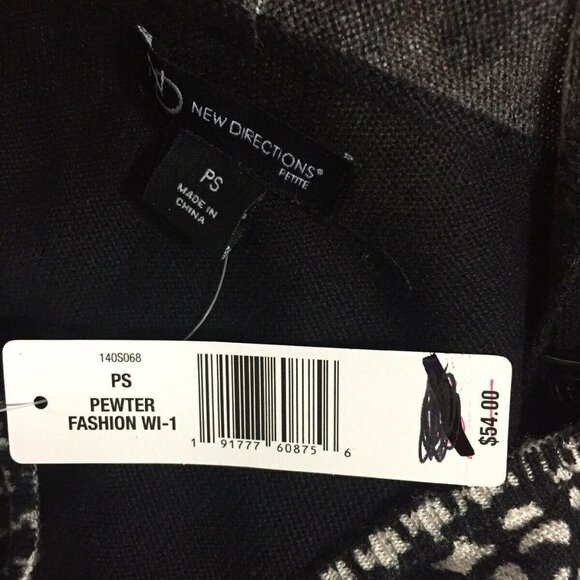 NEW DIRECTIONS®
PETITE
PS
MADE IN
CHINA
140S068
PS
PEWTER
FASHION WI-1
1 91777 60875 6
$54.00